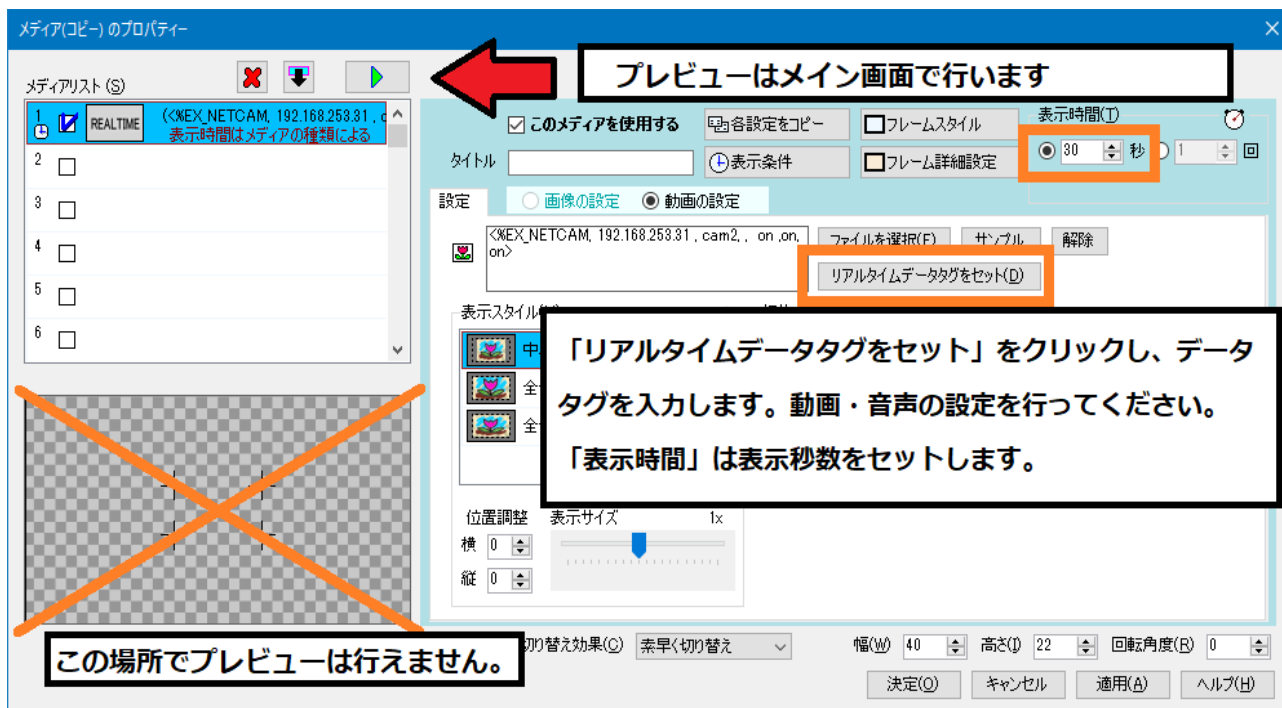 メディア(コピー) のプロパティー
プレビューはメイン画面で行います
メディアリスト (S)
1
REALTIME
(<%EX_NETCAM, 192.168.253.31 , c
表示時間はメディアの種類による
2
3
4
5
6
このメディアを使用する
各設定をコピー
フレームスタイル
表示時間(T)
30
秒
1
回
タイトル
表示条件
フレーム詳細設定
設定
画像の設定
動画の設定
<%EX_NETCAM, 192.168.253.31 , cam2, , on ,on,
on>
ファイルを選択(F)
サンプル
解除
リアルタイムデータタグをセット(D)
表示スタイル
中
全
全
「リアルタイムデータタグをセット」をクリックし、データ
タグを入力します。動画・音声の設定を行ってください。
「表示時間」は表示秒数をセットします。
位置調整
表示サイズ
1x
横 0
縦 0
この場所でプレビューは行えません。
切り替え効果(C)
素早く切り替え
幅(W) 40
高さ(I) 22
回転角度(R) 0
決定(O)
キャンセル
適用(A)
ヘルプ(H)